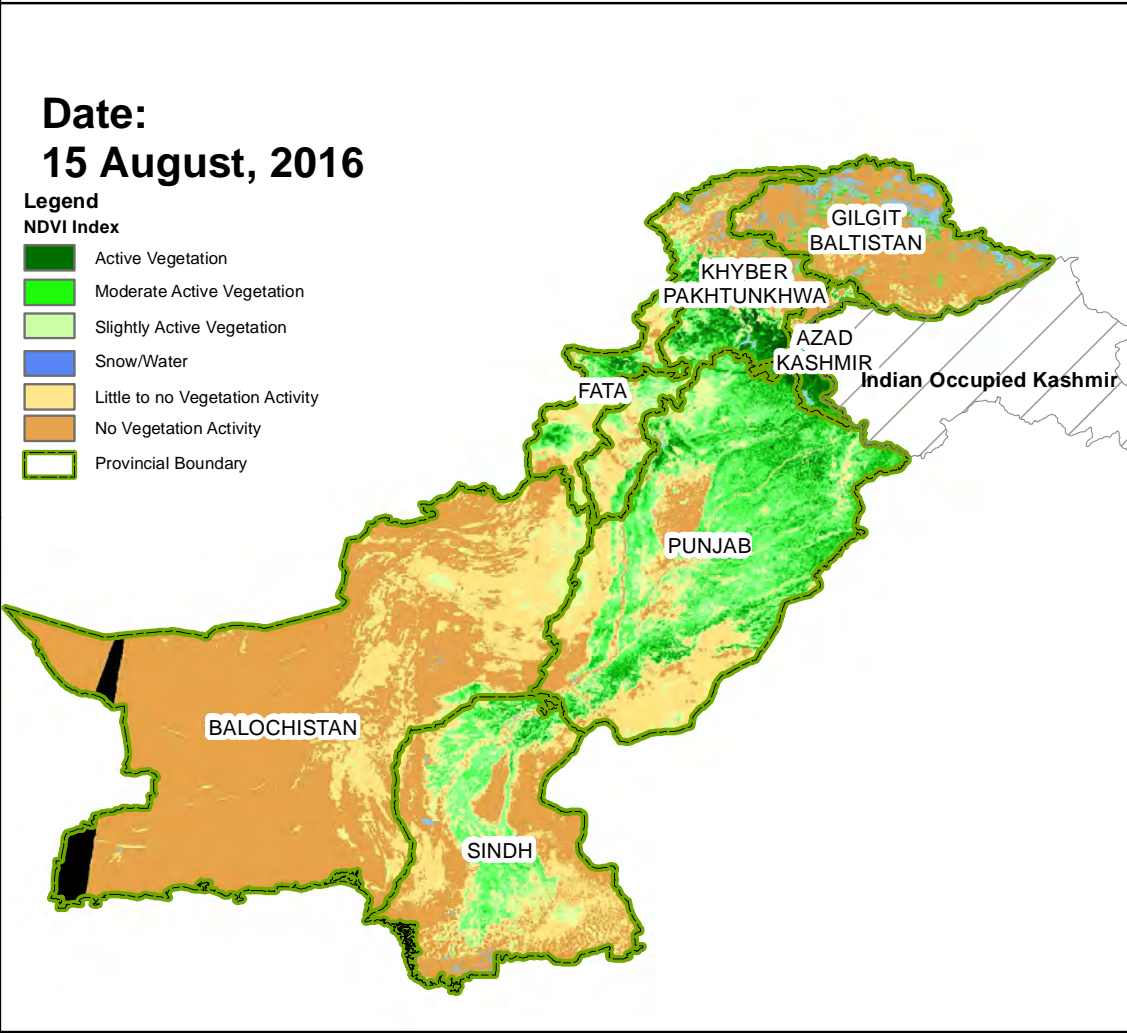 Date:
15 August, 2016
Legend
NDVI Index
Active Vegetation
Moderate Active Vegetation
Slightly Active Vegetation
Snow/Water
Little to no Vegetation Activity
No Vegetation Activity
Provincial Boundary
GILGIT
BALTISTAN
KHYBER
PAKHTUNKHWA
AZAD
KASHMIR
Indian Occupied Kashmir
FATA
PUNJAB
BALOCHISTAN
SINDH